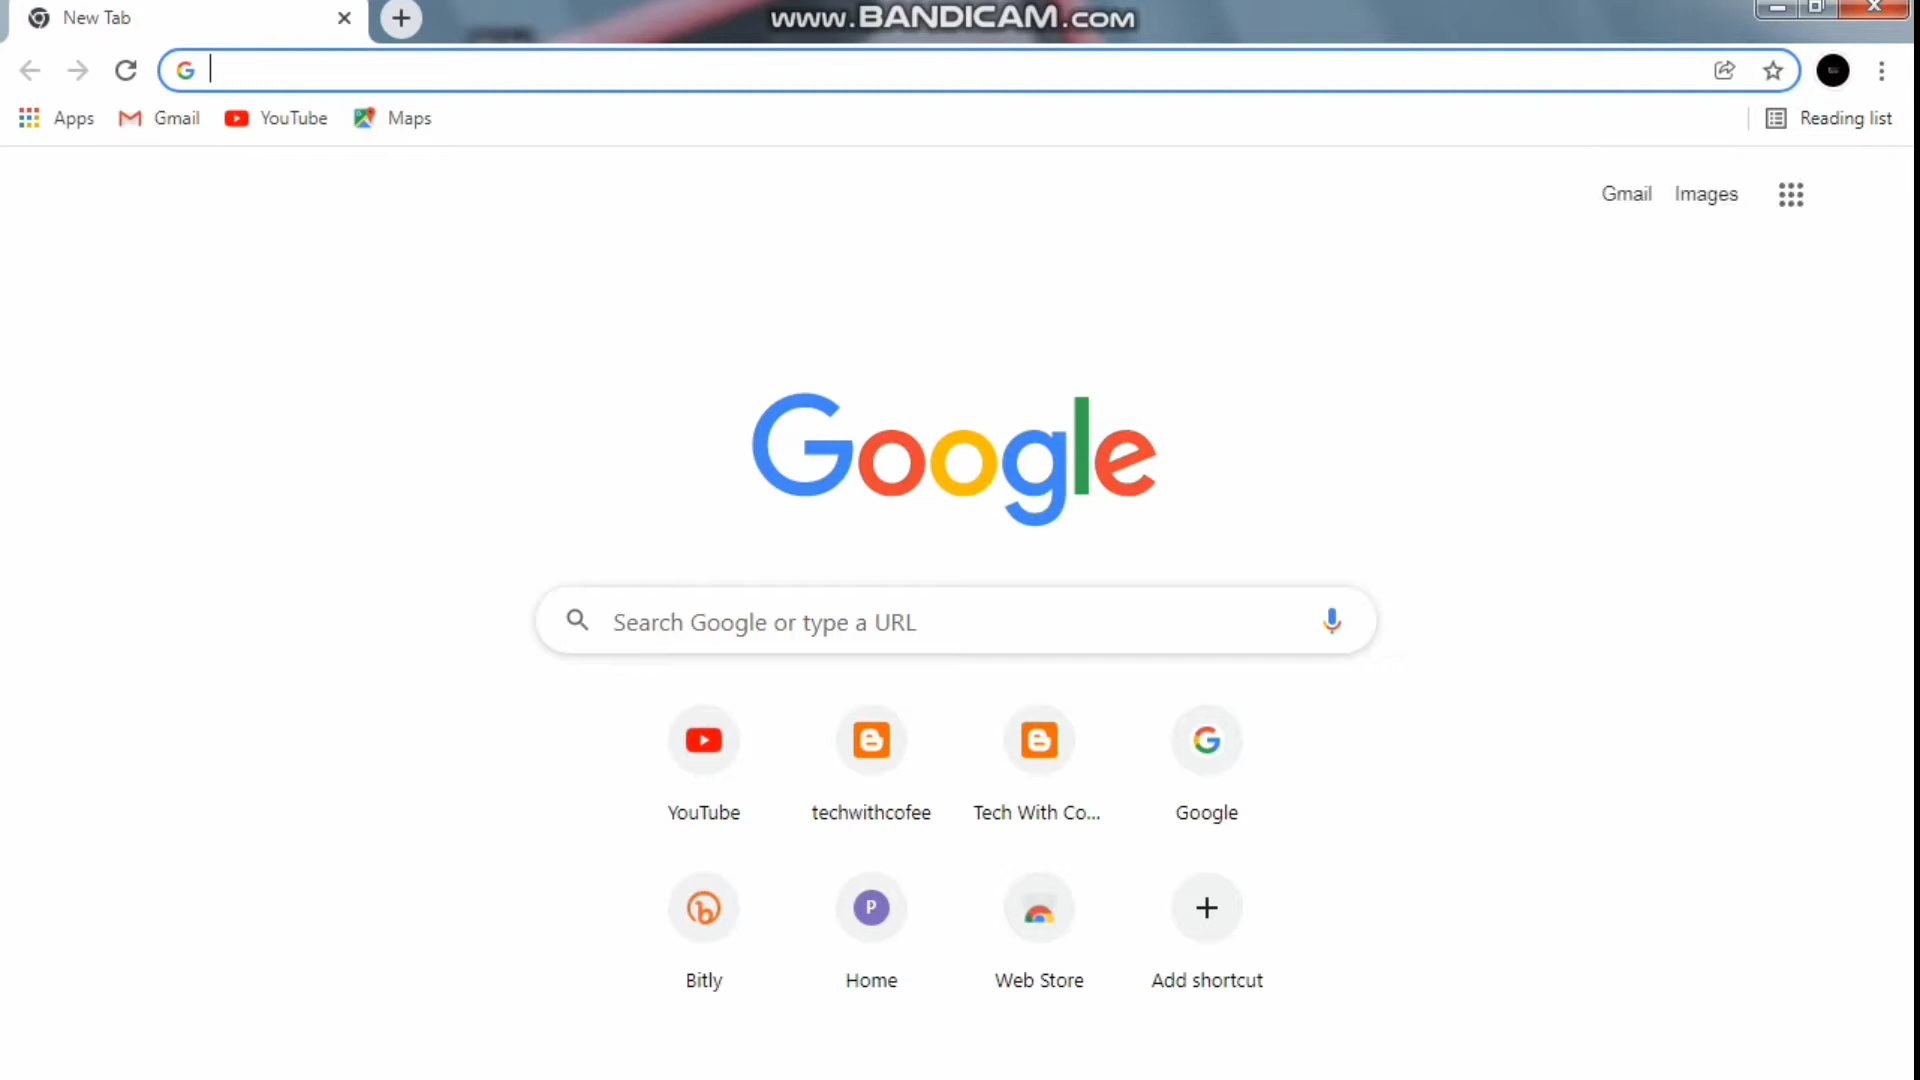 New Tab
www.BANDICAM.com
Apps
Gmail
YouTube
Maps
Reading list
Gmail
Images
Google
Search Google or type a URL
YouTube
techwithcofee
Tech With Co...
Google
P
Bitly
Home
Web Store
Add shortcut